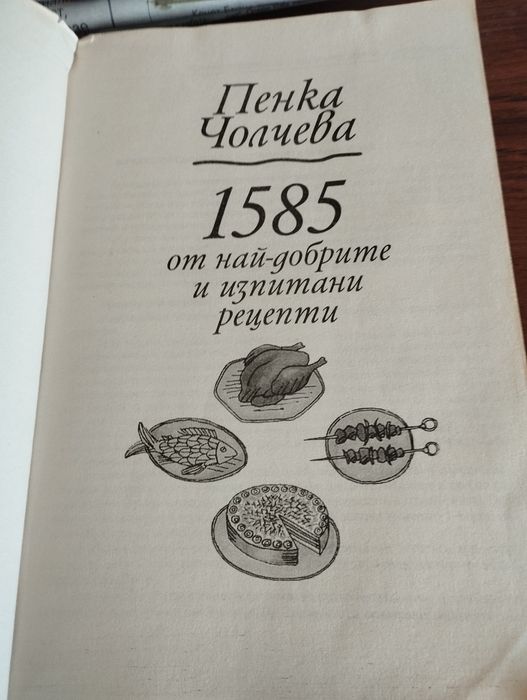 Пенка
Чолчева
1585
от най-добрите
и изпитани
рецепти